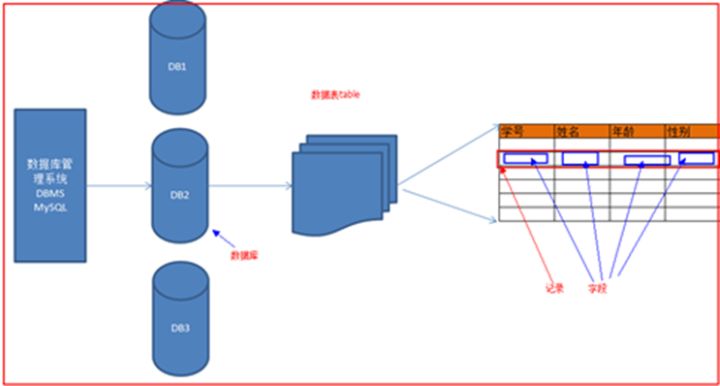 数据库管
理系统
DBMS
MySQL
DB1
DB2
DB3
数据库
数据表table
学号 姓名 年龄 性别
记录
字段